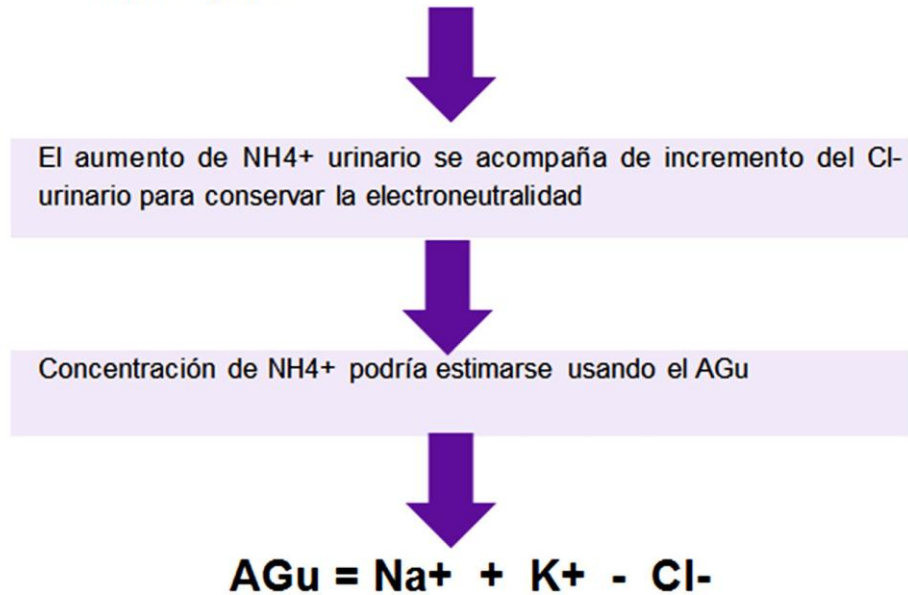 El aumento de NH4+ urinario se acompaña de incremento del Cl-
urinario para conservar la electroneutralidad
Concentración de NH4+ podría estimarse usando el AGu
AGu = Na+ + K+ - Cl-